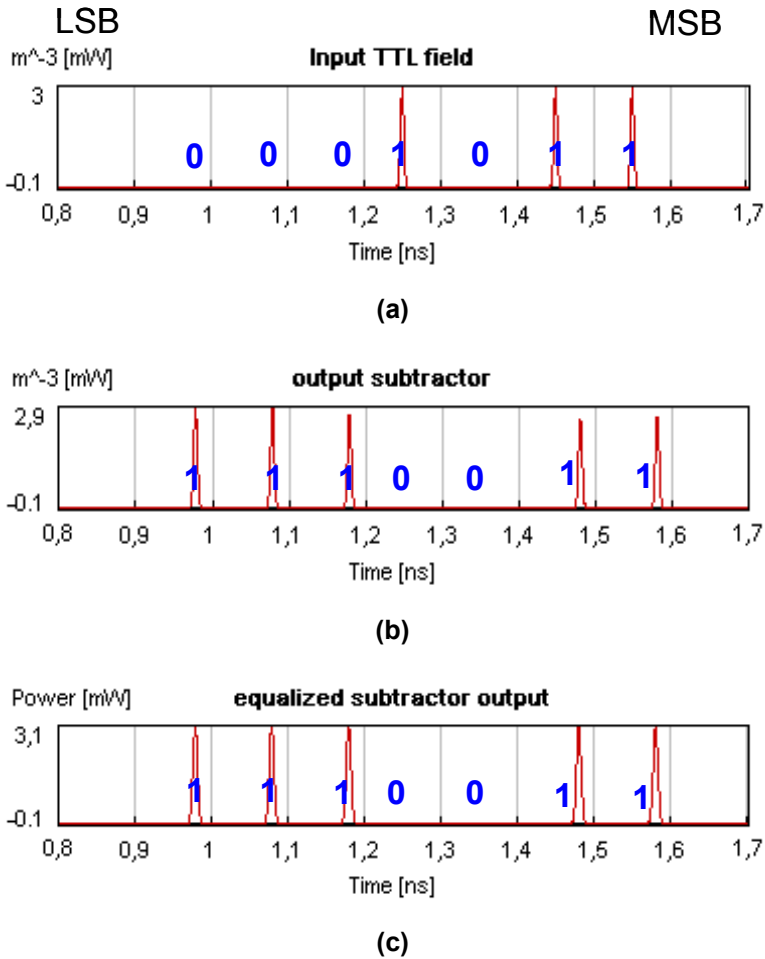 LSB MSB
m^-3 [mW] Input TTL field
3
0 0 0 1 0 1 1
-0.1
0,8 0,9 1 1,1 1,2 1,3 1,4 1,5 1,6 1,7
Time [ns]
(a)
m^-3 [mW] output subtractor
2,9
1 1 1 0 0 1 1
-0.1
0,8 0,9 1 1,1 1,2 1,3 1,4 1,5 1,6 1,7
Time [ns]
(b)
Power [mW] equalized subtractor output
3,1
1 1 1 0 0 1 1
-0.1
0,8 0,9 1 1,1 1,2 1,3 1,4 1,5 1,6 1,7
Time [ns]
(c)